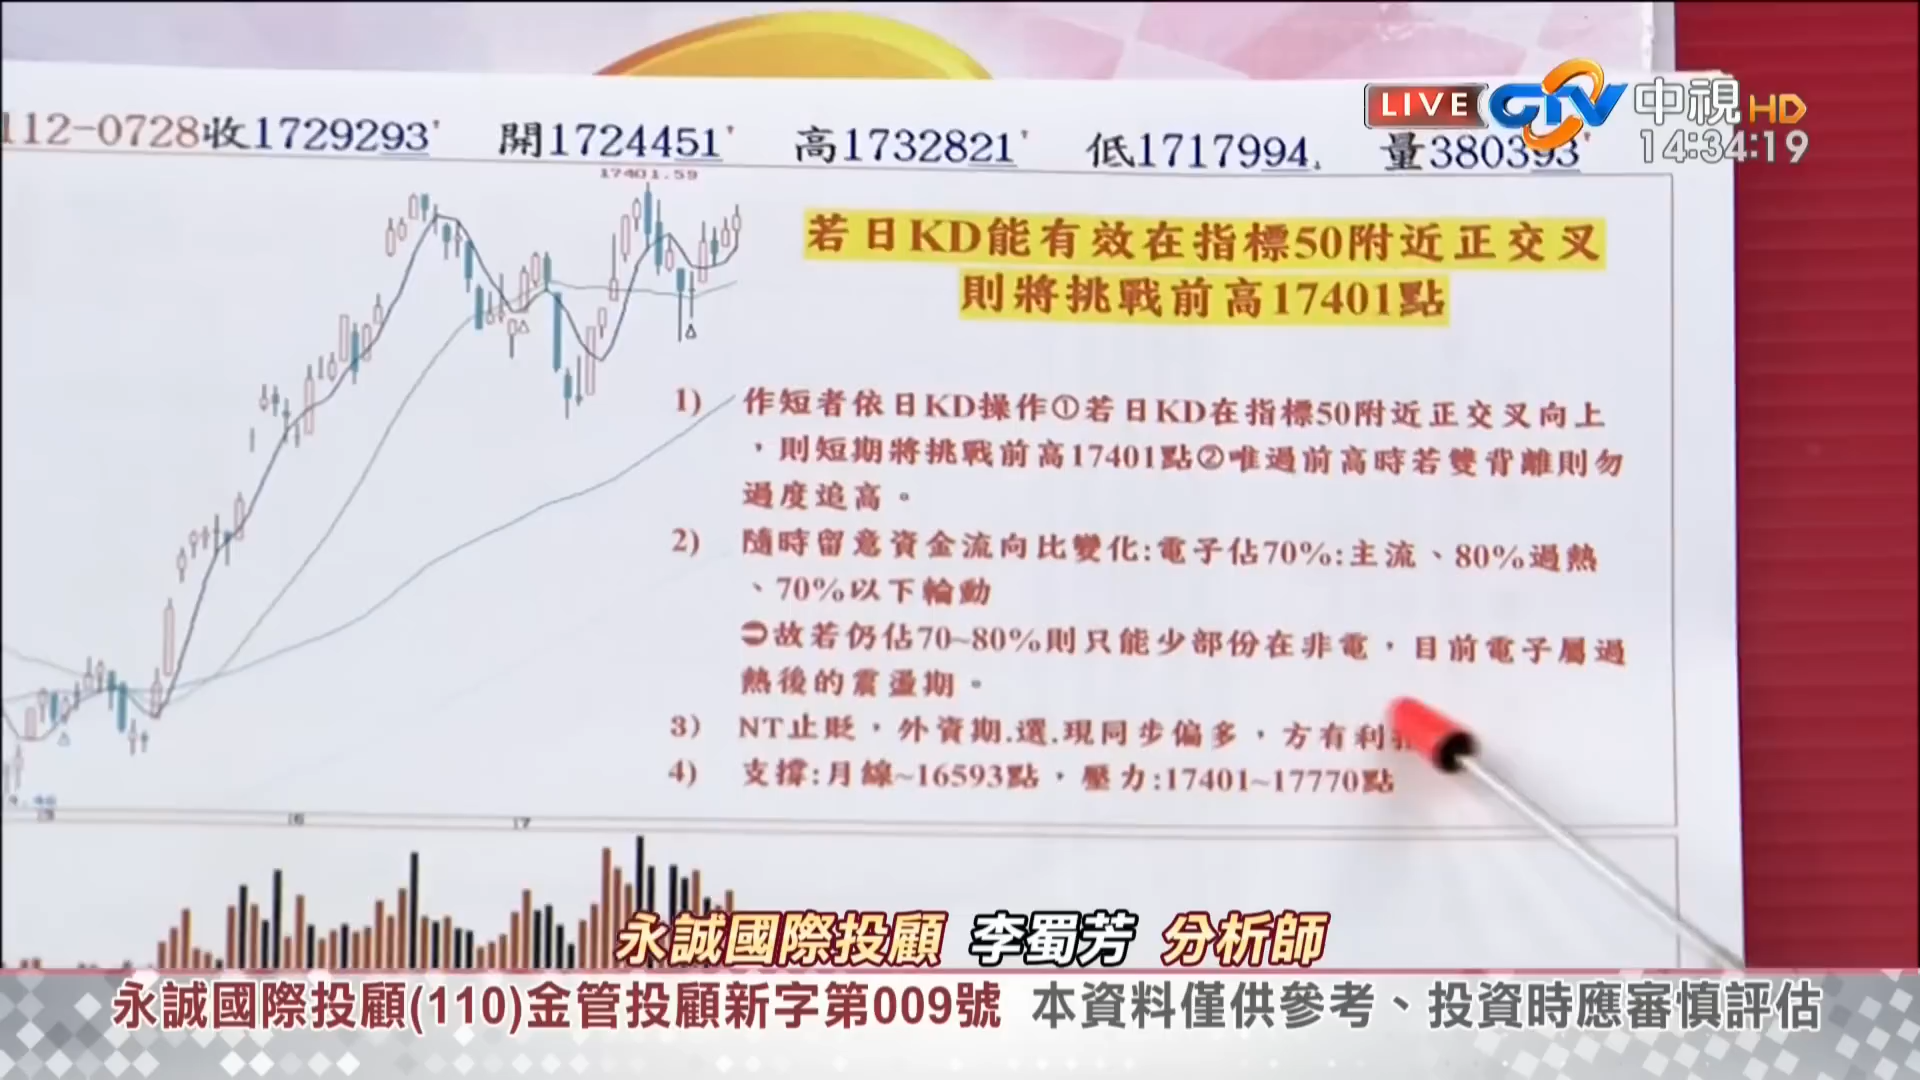 LIVE CTV 中視 HD
14:34:19
112-0728收1729293 開1724451 高1732821 低1717994 量380393
17401.59
若日KD能有效在指標50附近正交叉
則將挑戰前高17401點
1) 作短者依日KD操作①若日KD在指標50附近正交叉向上
，則短期將挑戰前高17401點②唯過前高時若雙背離則勿
過度追高。
2) 隨時留意資金流向比變化:電子佔70%:主流、80%過熱
、70%以下輪動
➲故若仍佔70~80%則只能少部份在非電，目前電子屬過
熱後的震盪期。
3) NT止貶，外資期.選.現同步偏多，方有利
4) 支撐:月線~16593點，壓力:17401~17770點
6 7
永誠國際投顧 李蜀芳 分析師
永誠國際投顧(110)金管投顧新字第009號 本資料僅供參考、投資時應審慎評估